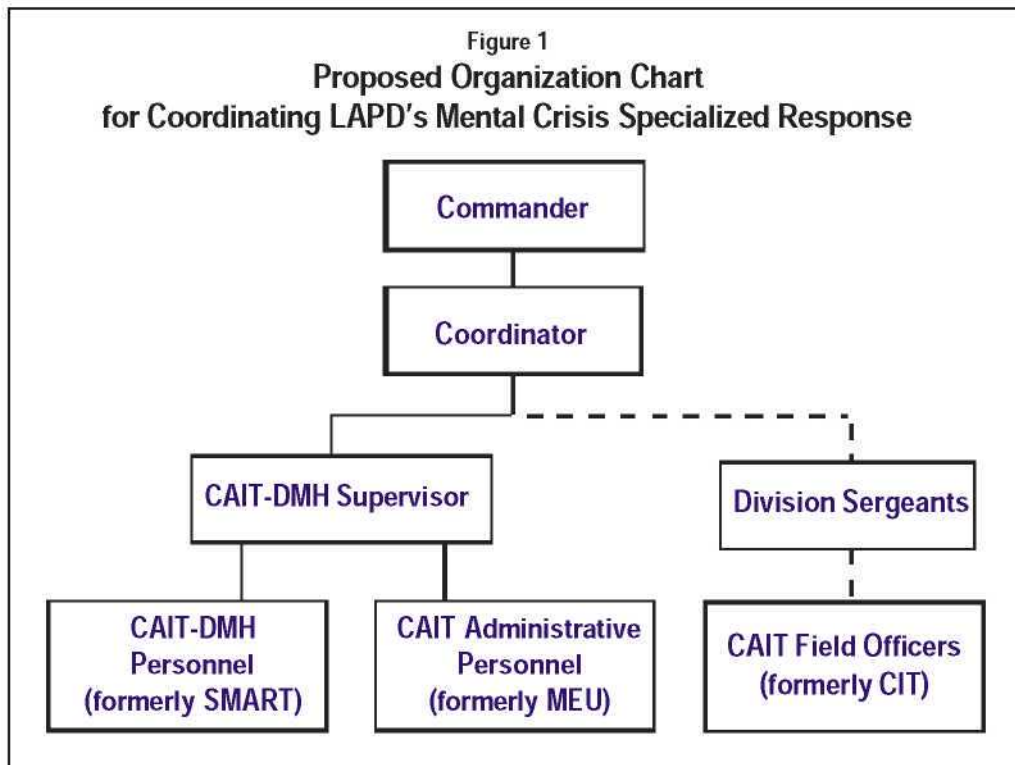 Figure 1
Proposed Organization Chart
for Coordinating LAPD's Mental Crisis Specialized Response
Commander
Coordinator
CAIT-DMH Supervisor
Division Sergeants
CAIT-DMH
Personnel
(formerly SMART)
CAIT Administrative
Personnel
(formerly MEU)
CAIT Field Officers
(formerly CIT)